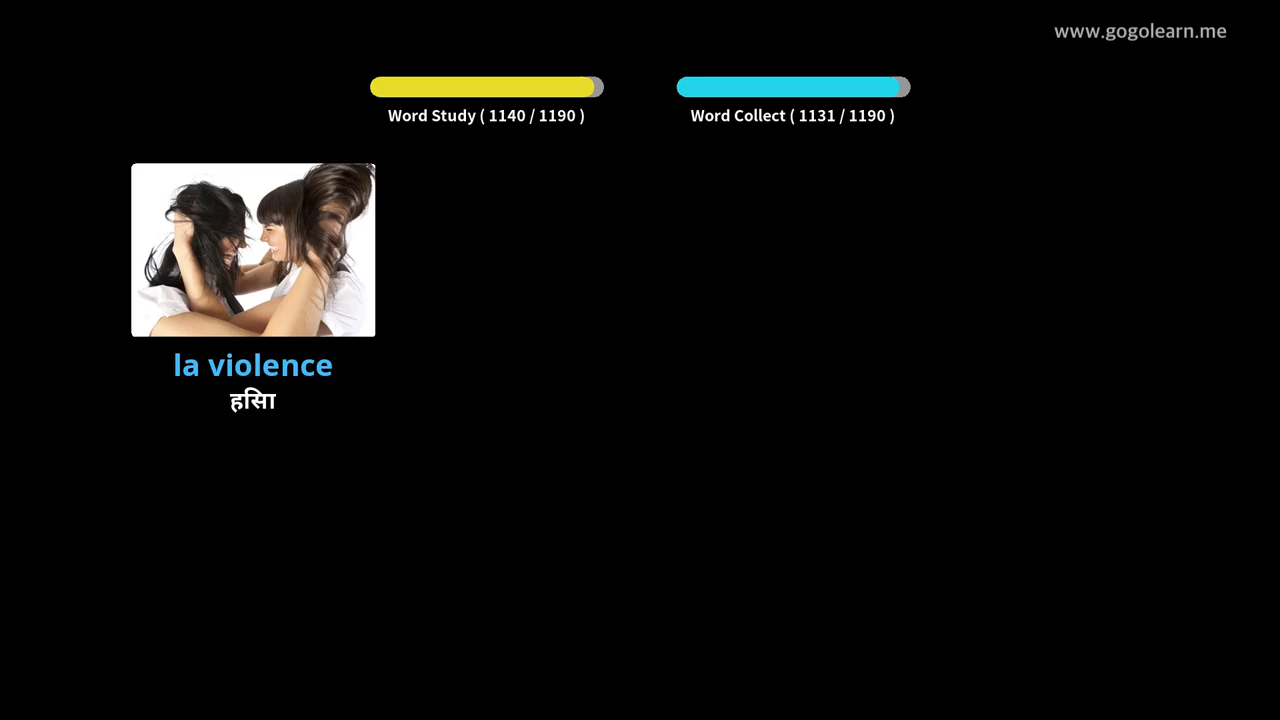 www.gogolearn.me
Word Study ( 1140 / 1190 )
Word Collect ( 1131 / 1190 )
la violence
हिंसा